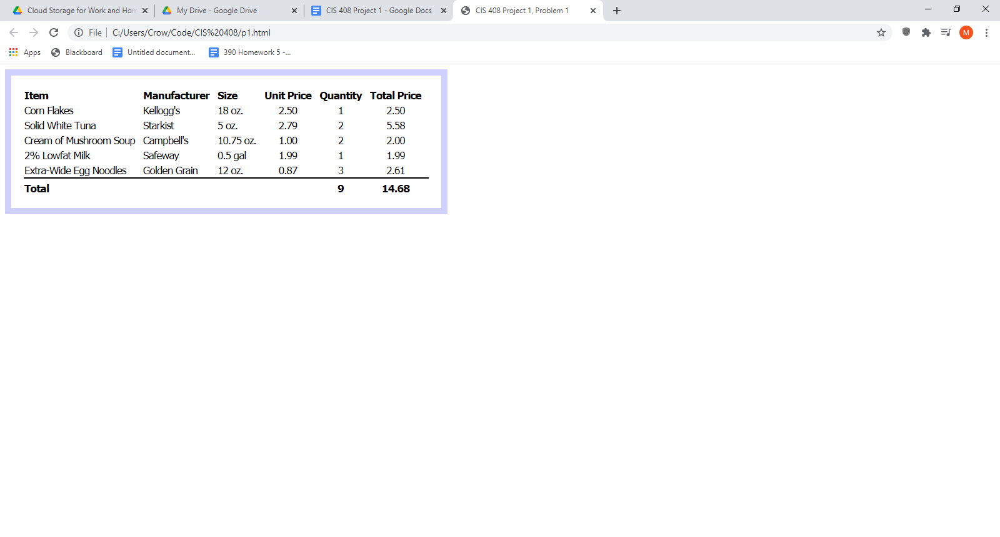 Cloud Storage for Work and Hom My Drive - Google Drive CIS 408 Project 1 - Google Docs CIS 408 Project 1, Problem 1
File C:/Users/Crow/Code/CIS%20408/p1.html M
Apps Blackboard Untitled document... 390 Homework 5 -...
Item Manufacturer Size Unit Price Quantity Total Price
Corn Flakes Kellogg's 18 oz. 2.50 1 2.50
Solid White Tuna Starkist 5 oz. 2.79 2 5.58
Cream of Mushroom Soup Campbell's 10.75 oz. 1.00 2 2.00
2% Lowfat Milk Safeway 0.5 gal 1.99 1 1.99
Extra-Wide Egg Noodles Golden Grain 12 oz. 0.87 3 2.61
Total 9 14.68